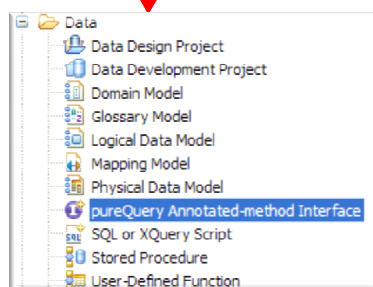 Data
Data Design Project
Data Development Project
Domain Model
Glossary Model
Logical Data Model
Mapping Model
Physical Data Model
pureQuery Annotated-method Interface
SQL or XQuery Script
Stored Procedure
User-Defined Function